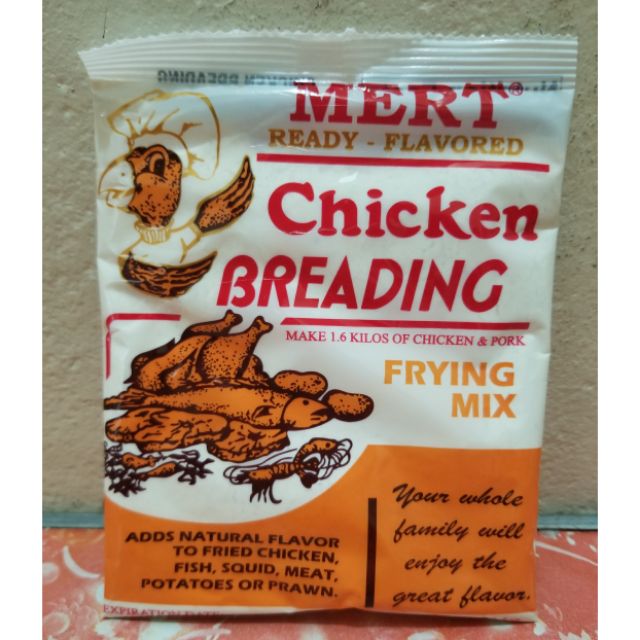 MERT®
READY - FLAVORED
Chicken
BREADING
MAKE 1.6 KILOS OF CHICKEN & PORK
FRYING
MIX
ADDS NATURAL FLAVOR
TO FRIED CHICKEN,
FISH, SQUID, MEAT,
POTATOES OR PRAWN.
Your whole
family will
enjoy the
great flavor.
EXPIRATION DATE